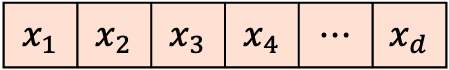 x₁ x₂ x₃ x₄ ⋯ x_d